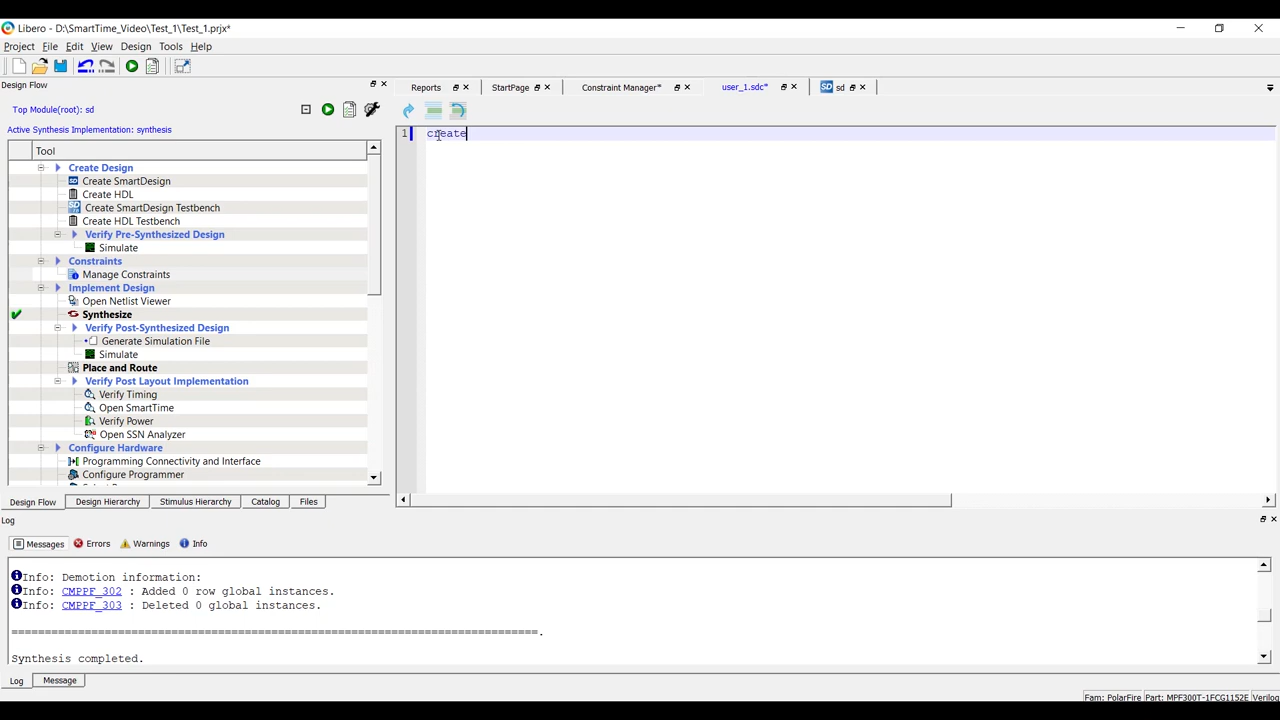 Libero - D:\SmartTime_Video\Test_1\Test_1.prjx*
Project File Edit View Design Tools Help
Design Flow
Reports StartPage Constraint Manager* user_1.sdc* SD sd
Top Module(root): sd
Active Synthesis Implementation: synthesis
1 create
Tool
Create Design
Create SmartDesign
Create HDL
Create SmartDesign Testbench
Create HDL Testbench
Verify Pre-Synthesized Design
Simulate
Constraints
Manage Constraints
Implement Design
Open Netlist Viewer
Synthesize
Verify Post-Synthesized Design
Generate Simulation File
Simulate
Place and Route
Verify Post Layout Implementation
Verify Timing
Open SmartTime
Verify Power
Open SSN Analyzer
Configure Hardware
Programming Connectivity and Interface
Configure Programmer
Design Flow Design Hierarchy Stimulus Hierarchy Catalog Files
Log
Messages Errors Warnings Info
Info: Demotion information:
Info: CMPPF_302 : Added 0 row global instances.
Info: CMPPF_303 : Deleted 0 global instances.
================================================================================.
Synthesis completed.
Log Message
Fam: PolarFire Part: MPF300T-1FCG1152E Verilog